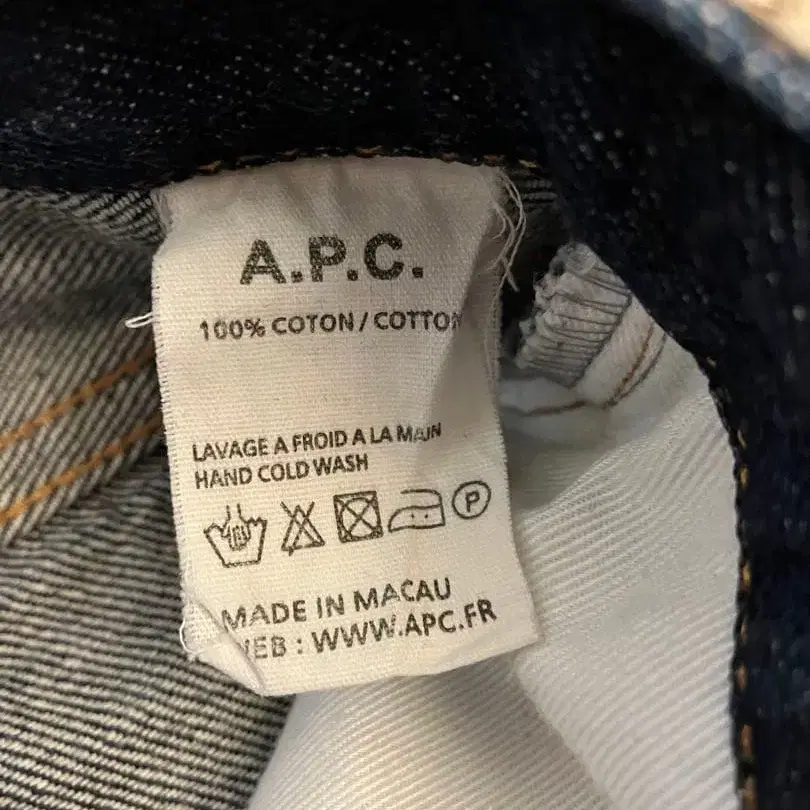 A.P.C.
100% COTON / COTTON
LAVAGE A FROID A LA MAIN
HAND COLD WASH
P
MADE IN MACAU
WEB : WWW.APC.FR